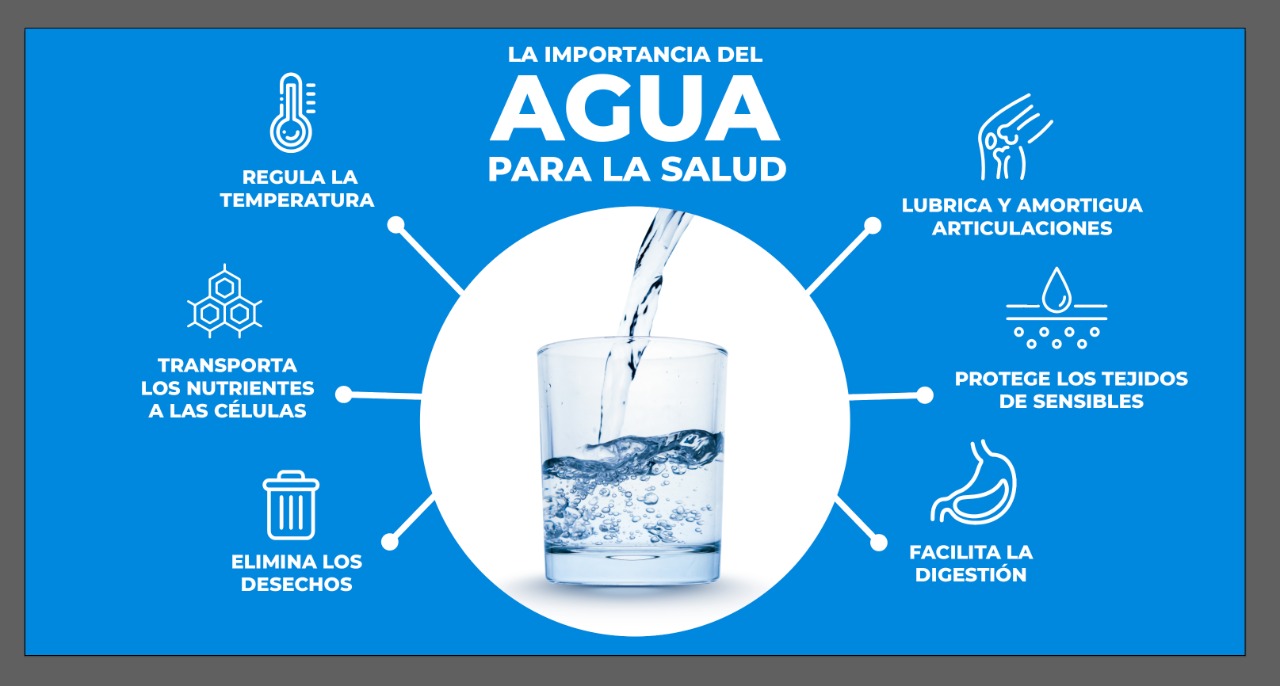 LA IMPORTANCIA DEL
AGUA
PARA LA SALUD
REGULA LA
TEMPERATURA
TRANSPORTA
LOS NUTRIENTES
A LAS CÉLULAS
ELIMINA LOS
DESECHOS
LUBRICA Y AMORTIGUA
ARTICULACIONES
PROTEGE LOS TEJIDOS
DE SENSIBLES
FACILITA LA
DIGESTIÓN